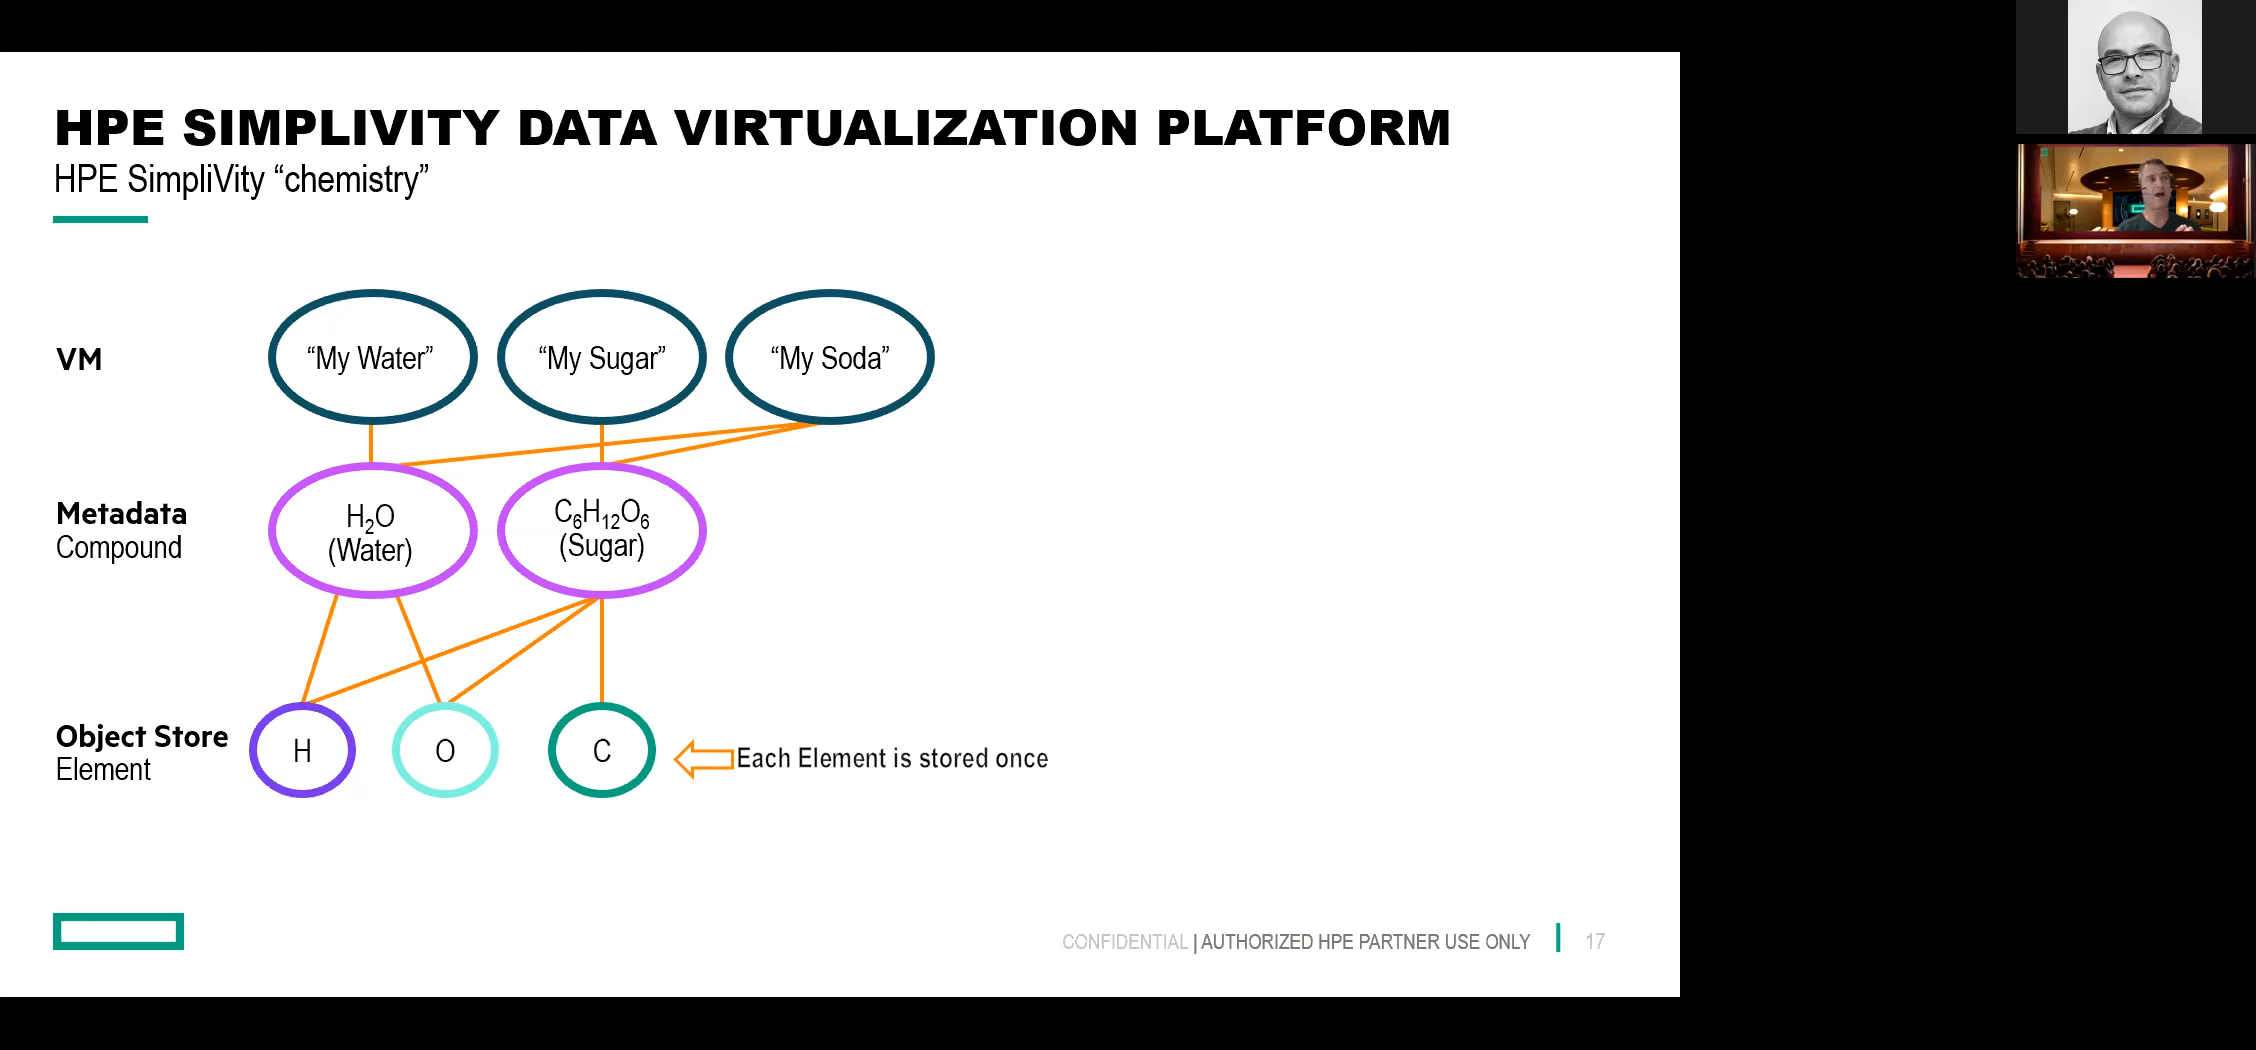 HPE SIMPLIVITY DATA VIRTUALIZATION PLATFORM
HPE SimpliVity “chemistry”
VM
“My Water”
“My Sugar”
“My Soda”
Metadata
Compound
H₂O
(Water)
C₆H₁₂O₆
(Sugar)
Object Store
Element
H
O
C
Each Element is stored once
CONFIDENTIAL | AUTHORIZED HPE PARTNER USE ONLY
17